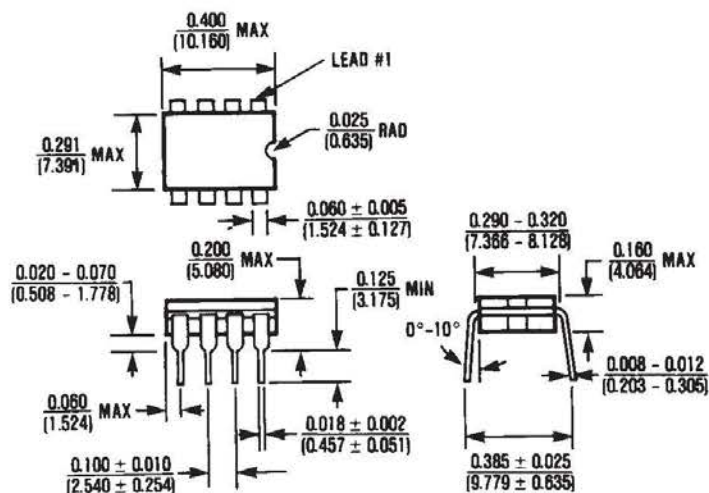 0.400
(10.160) MAX
LEAD #1
0.291
(7.391) MAX
0.025
(0.635) RAD
0.060 ± 0.005
(1.524 ± 0.127)
0.290 – 0.320
(7.366 – 8.128)
0.200
(5.080) MAX
0.160
(4.064) MAX
0.020 – 0.070
(0.508 – 1.778)
0.125
(3.175) MIN
0°–10°
0.008 – 0.012
(0.203 – 0.305)
0.060
(1.524) MAX
0.018 ± 0.002
(0.457 ± 0.051)
0.100 ± 0.010
(2.540 ± 0.254)
0.385 ± 0.025
(9.779 ± 0.635)